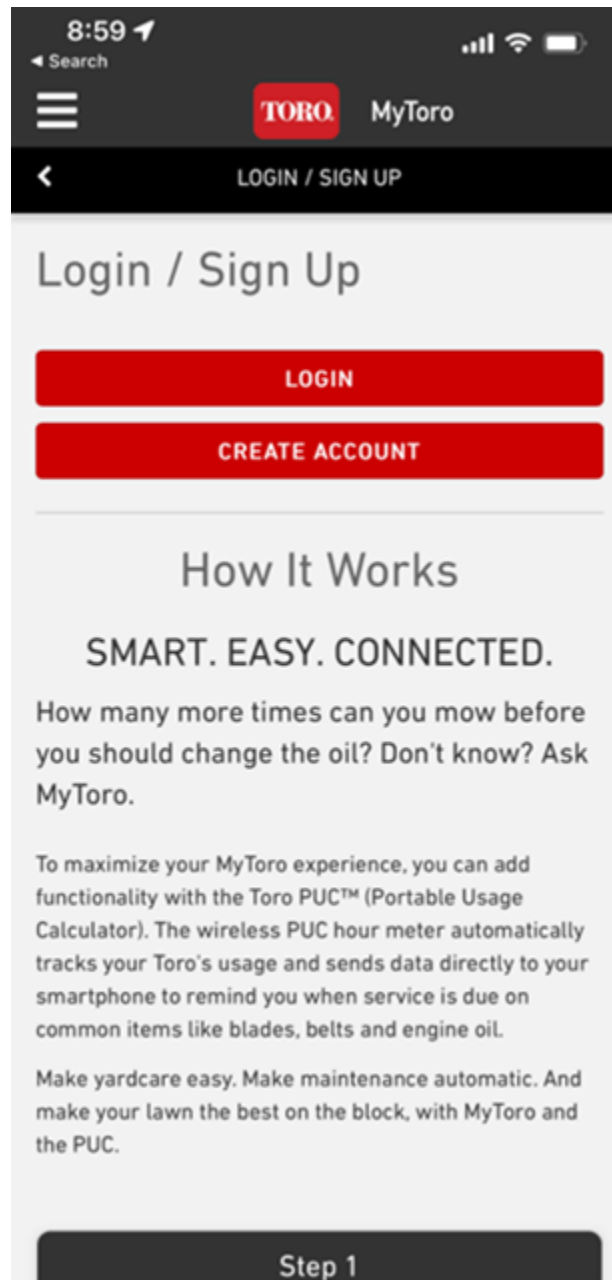 8:59
◄ Search
TORO. MyToro
LOGIN / SIGN UP
Login / Sign Up
LOGIN
CREATE ACCOUNT
How It Works
SMART. EASY. CONNECTED.
How many more times can you mow before
you should change the oil? Don't know? Ask
MyToro.
To maximize your MyToro experience, you can add
functionality with the Toro PUC™ (Portable Usage
Calculator). The wireless PUC hour meter automatically
tracks your Toro's usage and sends data directly to your
smartphone to remind you when service is due on
common items like blades, belts and engine oil.
Make yardcare easy. Make maintenance automatic. And
make your lawn the best on the block, with MyToro and
the PUC.
Step 1